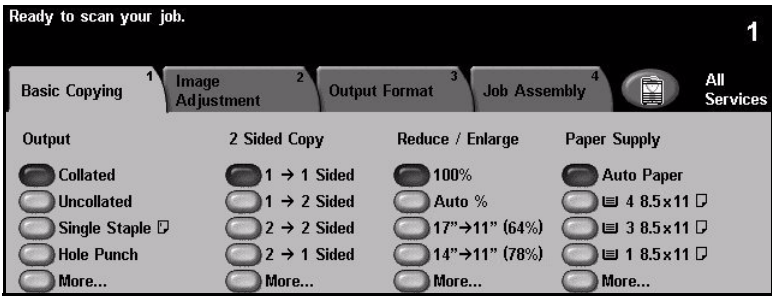 Ready to scan your job.
1
Basic Copying 1
Image Adjustment 2
Output Format 3
Job Assembly 4
All Services
Output
Collated
Uncollated
Single Staple
Hole Punch
More...
2 Sided Copy
1 → 1 Sided
1 → 2 Sided
2 → 2 Sided
2 → 1 Sided
More...
Reduce / Enlarge
100%
Auto %
17"→11" (64%)
14"→11" (78%)
More...
Paper Supply
Auto Paper
4 8.5x11
3 8.5x11
1 8.5x11
More...